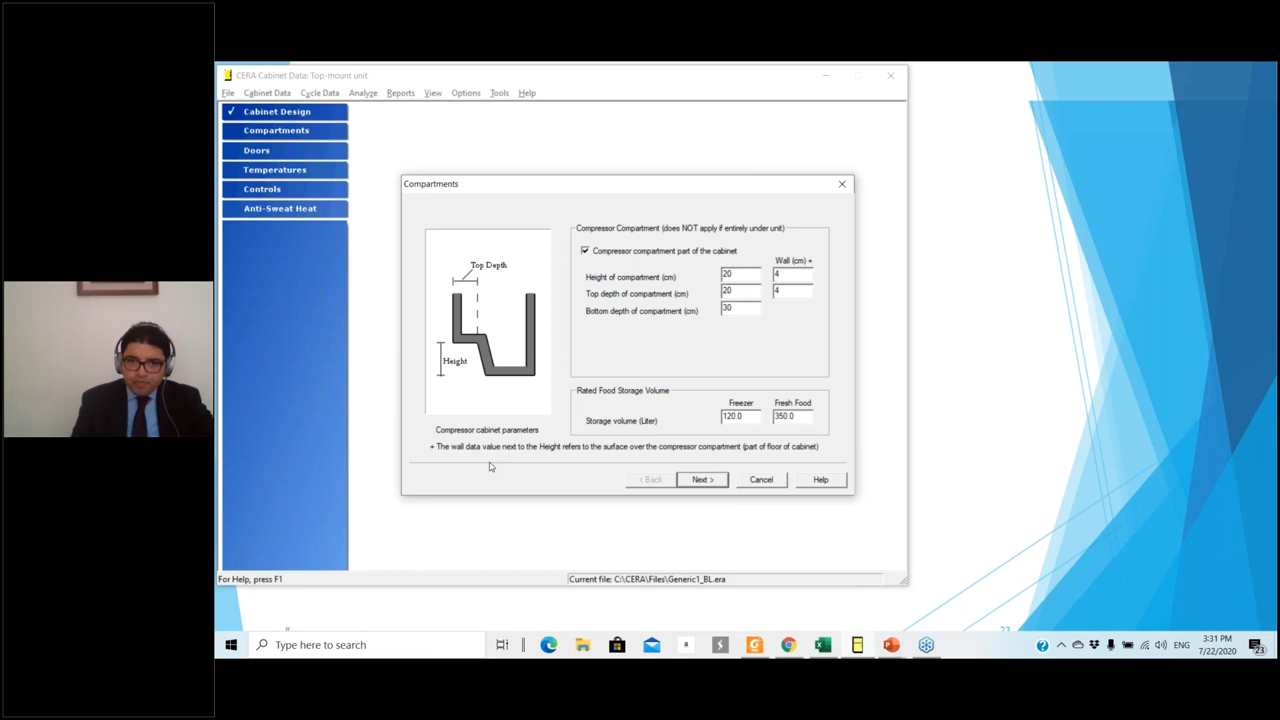 CERA Cabinet Data: Top-mount unit
File Cabinet Data Cycle Data Analyze Reports View Options Tools Help
✓ Cabinet Design
Compartments
Doors
Temperatures
Controls
Anti-Sweat Heat
Compartments
Top Depth
Height
Compressor cabinet parameters
Compressor Compartment (does NOT apply if entirely under unit)
Compressor compartment part of the cabinet
Wall (cm) +
Height of compartment (cm) 20 4
Top depth of compartment (cm) 20 4
Bottom depth of compartment (cm) 30
Rated Food Storage Volume
Freezer Fresh Food
Storage volume (Liter) 120.0 350.0
+ The wall data value next to the Height refers to the surface over the compressor compartment (part of floor of cabinet)
< Back Next > Cancel Help
For Help, press F1 Current file: C:\CERA\Files\Generic1_BL.era
23
Type here to search
ENG
3:31 PM
7/22/2020
23